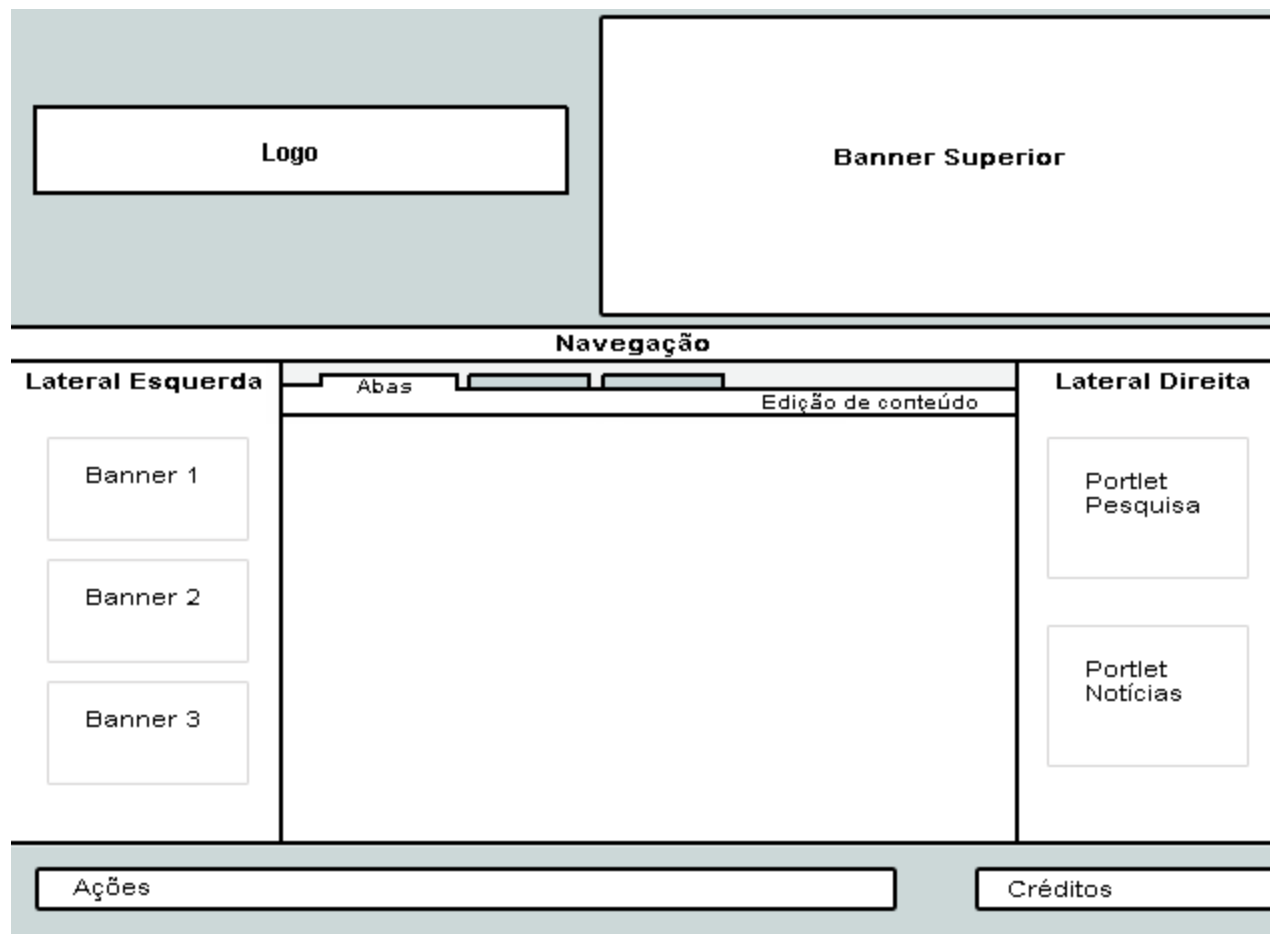 Logo
Banner Superior
Navegação
Lateral Esquerda
Abas
Edição de conteúdo
Lateral Direita
Banner 1
Banner 2
Banner 3
Portlet
Pesquisa
Portlet
Notícias
Ações
Créditos